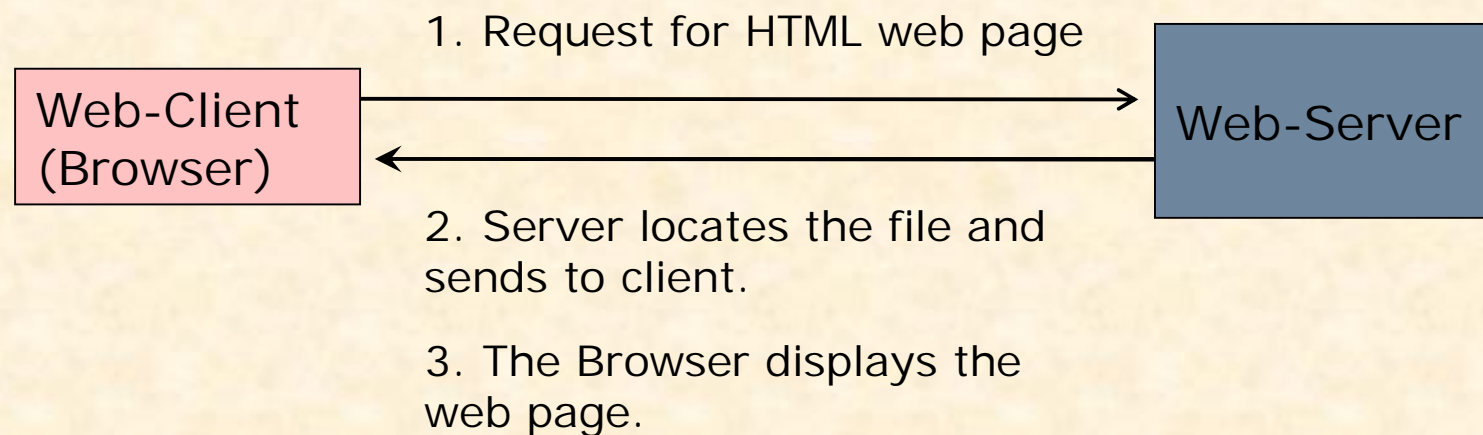 1. Request for HTML web page
Web-Client
(Browser)
Web-Server
2. Server locates the file and
sends to client.
3. The Browser displays the
web page.